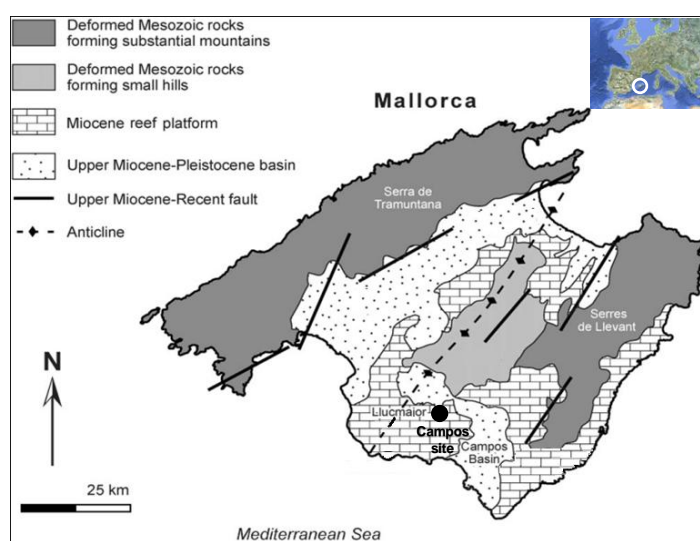 Deformed Mesozoic rocks
forming substantial mountains
Deformed Mesozoic rocks
forming small hills
Miocene reef platform
Upper Miocene-Pleistocene basin
Upper Miocene-Recent fault
Anticline
Mallorca
Serra de
Tramuntana
Serres
de Llevant
Llucmaior
Campos
site
Campos
Basin
N
25 km
Mediterranean Sea